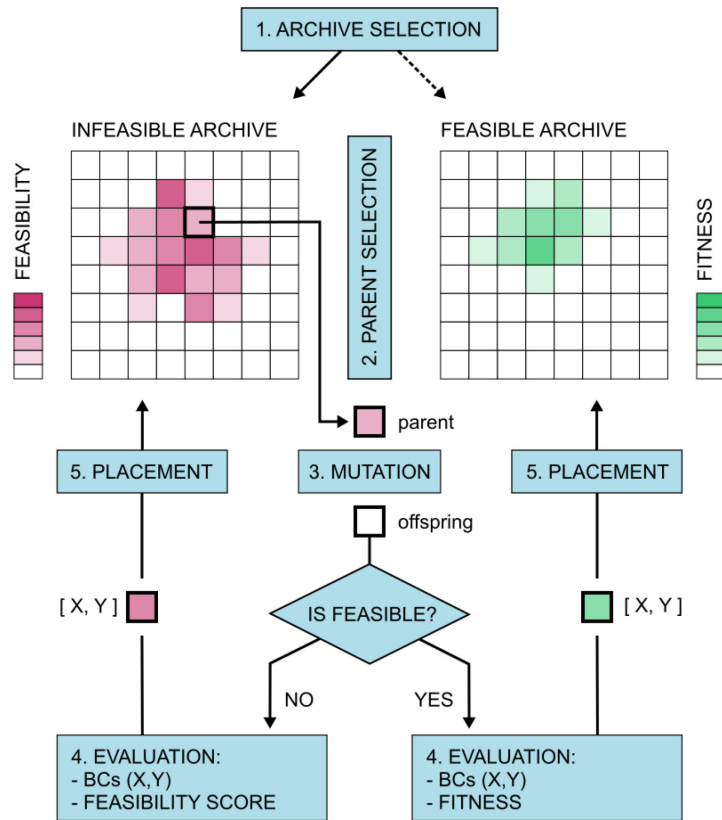 1. ARCHIVE SELECTION
INFEASIBLE ARCHIVE
FEASIBLE ARCHIVE
FEASIBILITY
2. PARENT SELECTION
FITNESS
parent
5. PLACEMENT
3. MUTATION
5. PLACEMENT
offspring
[ X, Y ]
IS FEASIBLE?
[ X, Y ]
NO
YES
4. EVALUATION:
- BCs (X,Y)
- FEASIBILITY SCORE
4. EVALUATION:
- BCs (X,Y)
- FITNESS